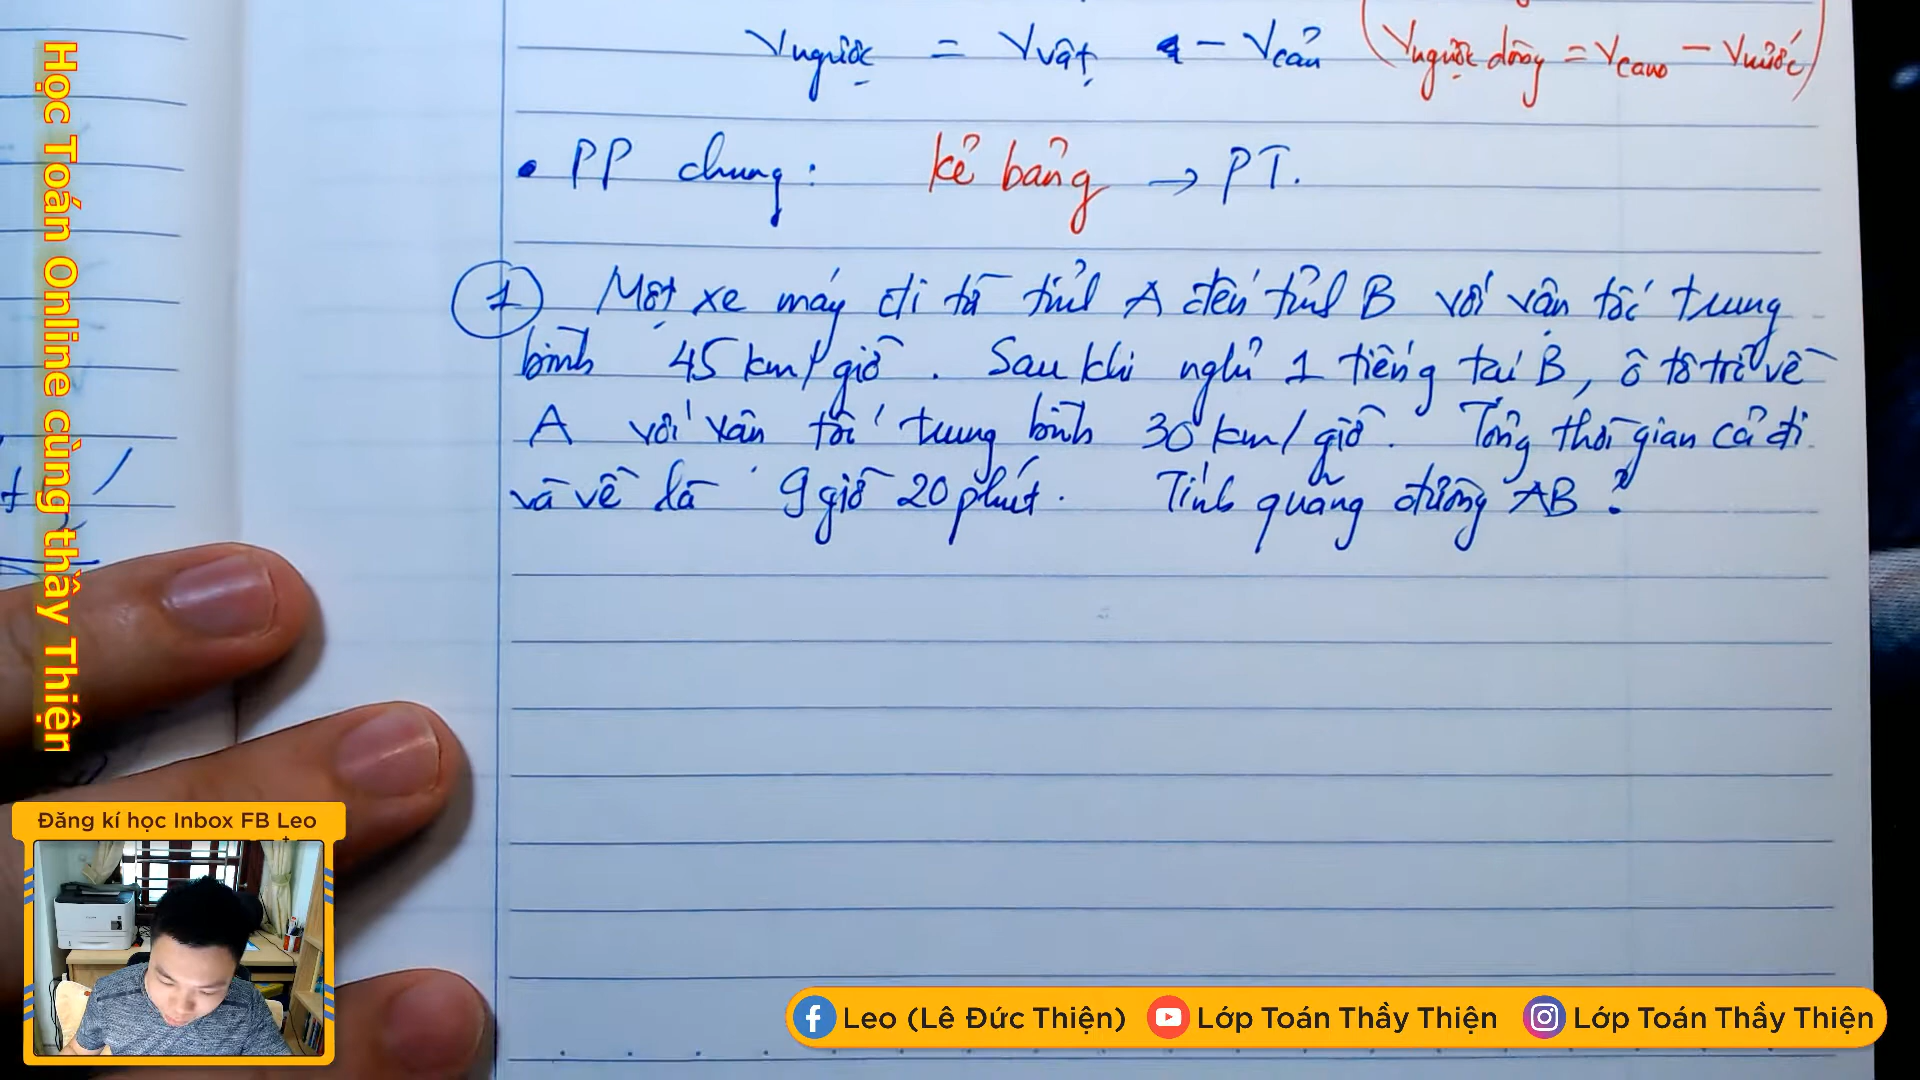 Vngược = Vvật - Vcản (Vngược dòng = Vcano - Vnước)
• PP chung: kẻ bảng → PT.
1 Một xe máy đi từ tỉnh A đến tỉnh B với vận tốc trung
bình 45 km/giờ. Sau khi nghỉ 1 tiếng tại B, ô tô trở về
A với vận tốc trung bình 30 km/giờ. Tổng thời gian cả đi
và về là 9 giờ 20 phút. Tính quãng đường AB?
Học Toán Online cùng thầy Thiện
Đăng kí học Inbox FB Leo
Leo (Lê Đức Thiện) Lớp Toán Thầy Thiện Lớp Toán Thầy Thiện